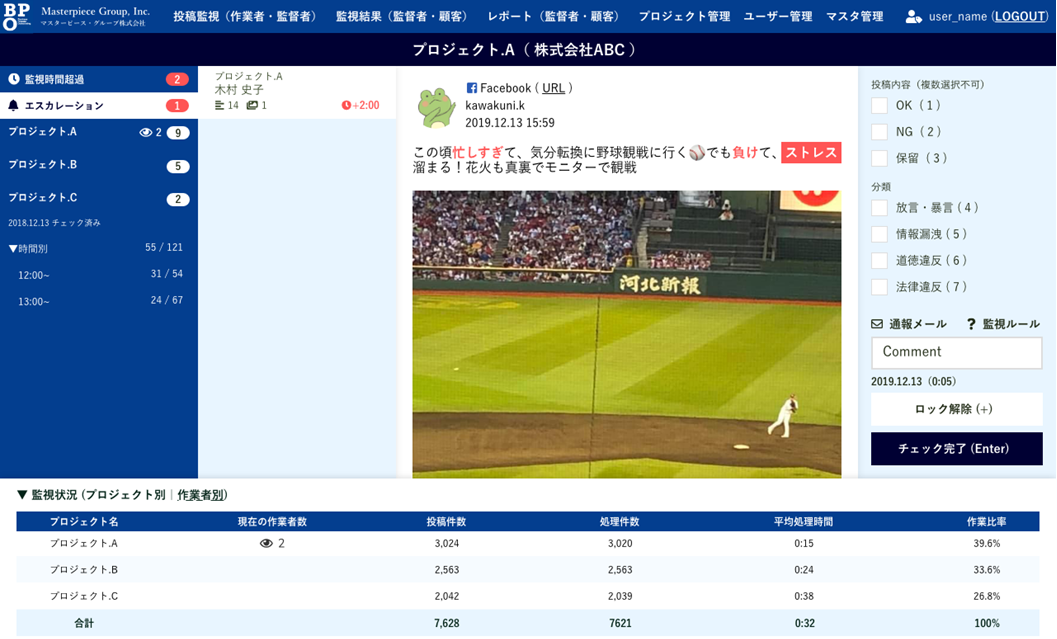 BPO Masterpiece Group, Inc.
マスターピース・グループ株式会社
投稿監視（作業者・監督者） 監視結果（監督者・顧客） レポート（監督者・顧客） プロジェクト管理 ユーザー管理 マスタ管理 user_name (LOGOUT)
プロジェクト.A（ 株式会社ABC ）
監視時間超過 2
エスカレーション 1
プロジェクト.A 2 9
プロジェクト.B 5
プロジェクト.C 2
2018.12.13 チェック済み
▼時間別 55 / 121
12:00~ 31 / 54
13:00~ 24 / 67
プロジェクト.A
木村 史子
14 1 +2:00
Facebook ( URL )
kawakuni.k
2019.12.13 15:59
この頃忙しすぎて、気分転換に野球観戦に行く⚾でも負けて、ストレス
溜まる！花火も真裏でモニターで観戦
河北新報
投稿内容（複数選択不可）
OK（ 1 ）
NG（ 2 ）
保留（ 3 ）
分類
放言・暴言 ( 4 )
情報漏洩 ( 5 )
道徳違反 ( 6 )
法律違反 ( 7 )
通報メール ? 監視ルール
Comment
2019.12.13（0:05）
ロック解除 (+)
チェック完了 (Enter)
▼ 監視状況 (プロジェクト別 | 作業者別)
プロジェクト名 現在の作業者数 投稿件数 処理件数 平均処理時間 作業比率
プロジェクト.A 2 3,024 3,020 0:15 39.6%
プロジェクト.B 2,563 2,563 0:24 33.6%
プロジェクト.C 2,042 2,039 0:38 26.8%
合計 7,628 7621 0:32 100%